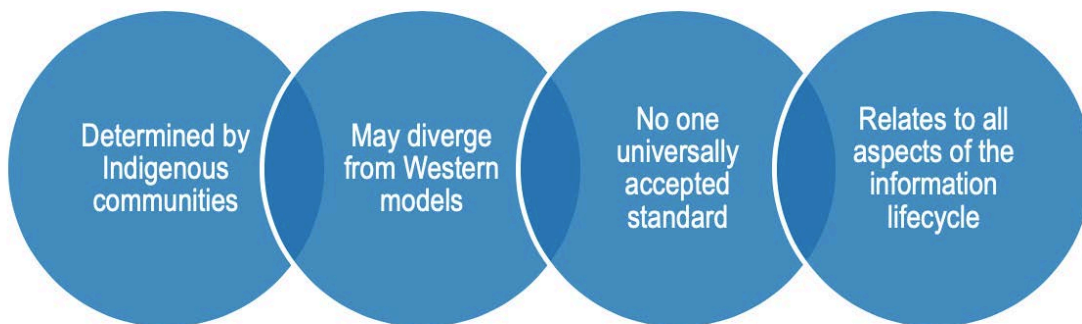 Determined by
Indigenous
communities
May diverge
from Western
models
No one
universally
accepted
standard
Relates to all
aspects of the
information
lifecycle